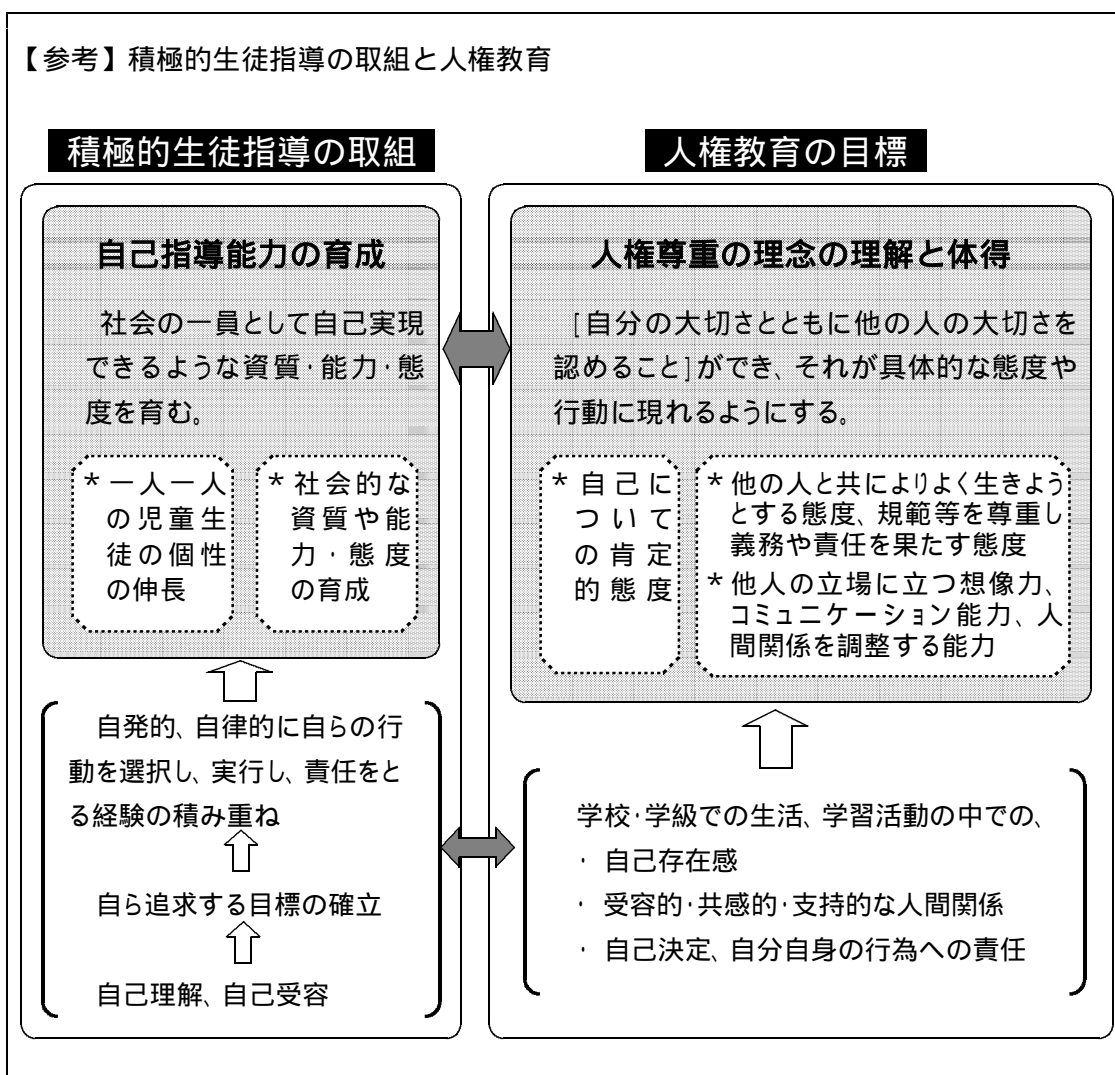 【参考】積極的生徒指導の取組と人権教育
積極的生徒指導の取組
自己指導能力の育成
社会の一員として自己実現
できるような資質・能力・態
度を育む。
*一人一人
の児童生
徒の個性
の伸長
*社会的な
資質や能
力・態度
の育成
自発的、自律的に自らの行
動を選択し、実行し、責任をと
る経験の積み重ね
自ら追求する目標の確立
自己理解、自己受容
人権教育の目標
人権尊重の理念の理解と体得
[自分の大切さとともに他の人の大切さを
認めること]ができ、それが具体的な態度や
行動に現れるようにする。
*自己に
ついて
の肯定
的態度
*他の人と共によりよく生きよう
とする態度、規範等を尊重し
義務や責任を果たす態度
*他人の立場に立つ想像力、
コミュニケーション能力、人
間関係を調整する能力
学校・学級での生活、学習活動の中での、
・ 自己存在感
・ 受容的・共感的・支持的な人間関係
・ 自己決定、自分自身の行為への責任